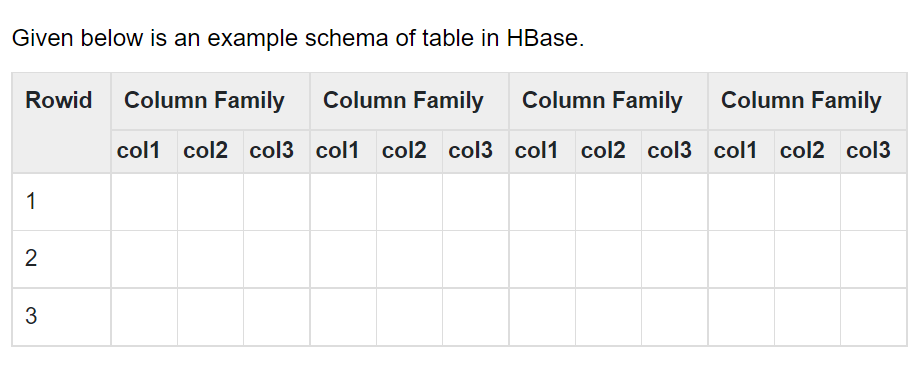 Given below is an example schema of table in HBase.
Rowid Column Family Column Family Column Family Column Family
col1 col2 col3 col1 col2 col3 col1 col2 col3 col1 col2 col3
1
2
3